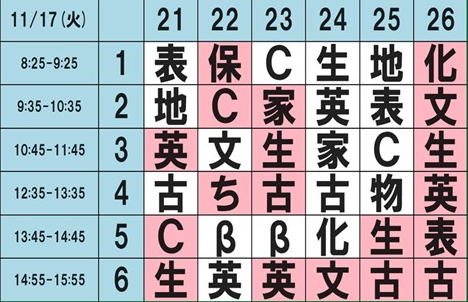 11/17(火) 21 22 23 24 25 26
8:25-9:25 1 表 保 C 生 地 化
9:35-10:35 2 地 C 家 英 表 文
10:45-11:45 3 英 文 生 家 C 生
12:35-13:35 4 古 ち 古 古 物 英
13:45-14:45 5 C β β 化 生 表
14:55-15:55 6 生 英 英 文 古 古